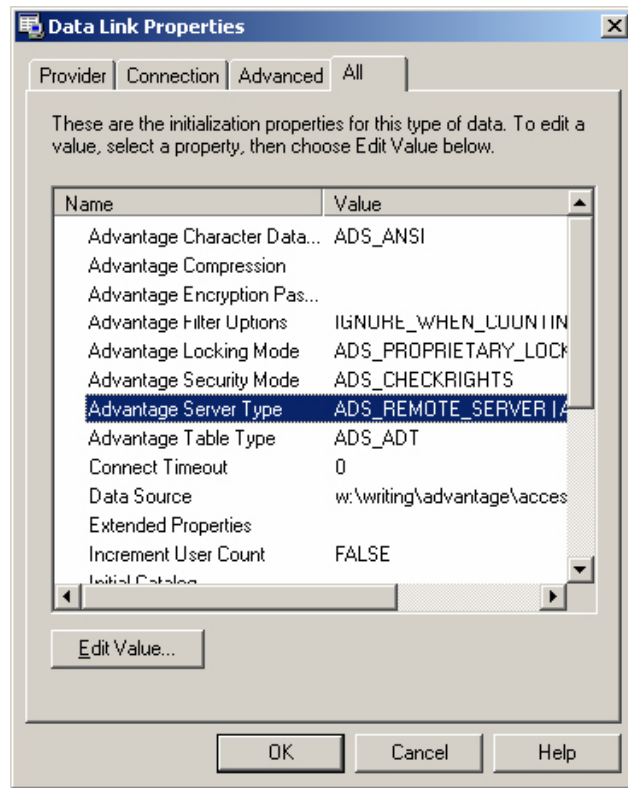 Data Link Properties
Provider Connection Advanced All
These are the initialization properties for this type of data. To edit a
value, select a property, then choose Edit Value below.
Name Value
Advantage Character Data... ADS_ANSI
Advantage Compression
Advantage Encryption Pas...
Advantage Filter Options IGNORE_WHEN_COUNTIN
Advantage Locking Mode ADS_PROPRIETARY_LOCK
Advantage Security Mode ADS_CHECKRIGHTS
Advantage Server Type ADS_REMOTE_SERVER | A
Advantage Table Type ADS_ADT
Connect Timeout 0
Data Source w:\writing\advantage\acces
Extended Properties
Increment User Count FALSE
Initial Catalog
Edit Value...
OK Cancel Help